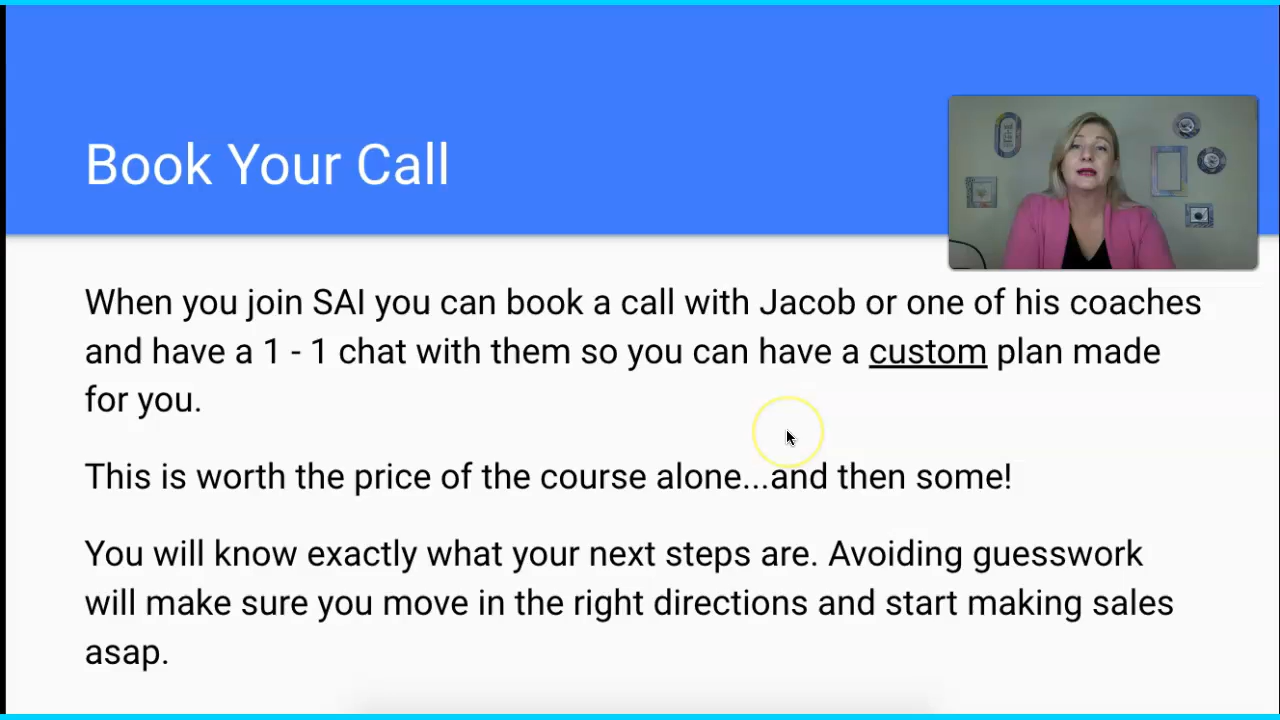 Book Your Call
When you join SAI you can book a call with Jacob or one of his coaches
and have a 1 - 1 chat with them so you can have a custom plan made
for you.
This is worth the price of the course alone...and then some!
You will know exactly what your next steps are. Avoiding guesswork
will make sure you move in the right directions and start making sales
asap.